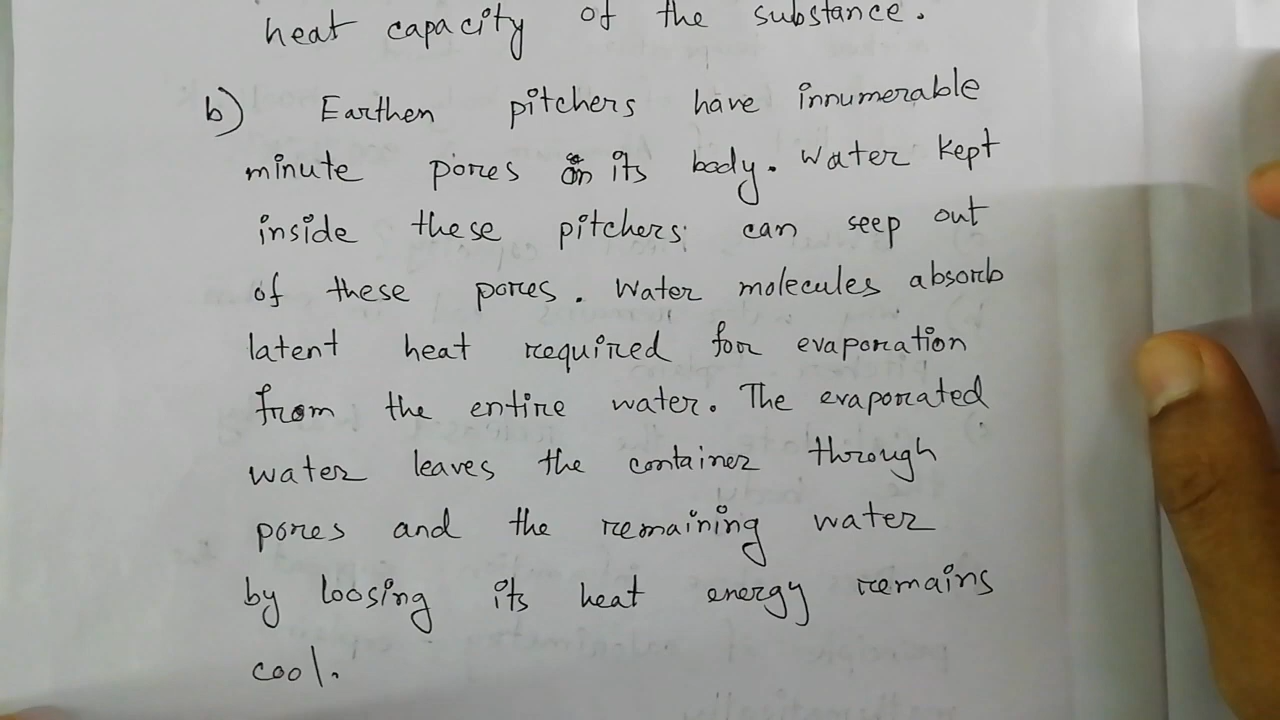 heat capacity of the substance.
b) Earthen pitchers have innumerable
minute pores on its body. Water kept
inside these pitchers can seep out
of these pores. Water molecules absorb
latent heat required for evaporation
from the entire water. The evaporated
water leaves the container through
pores and the remaining water
by loosing its heat energy remains
cool.